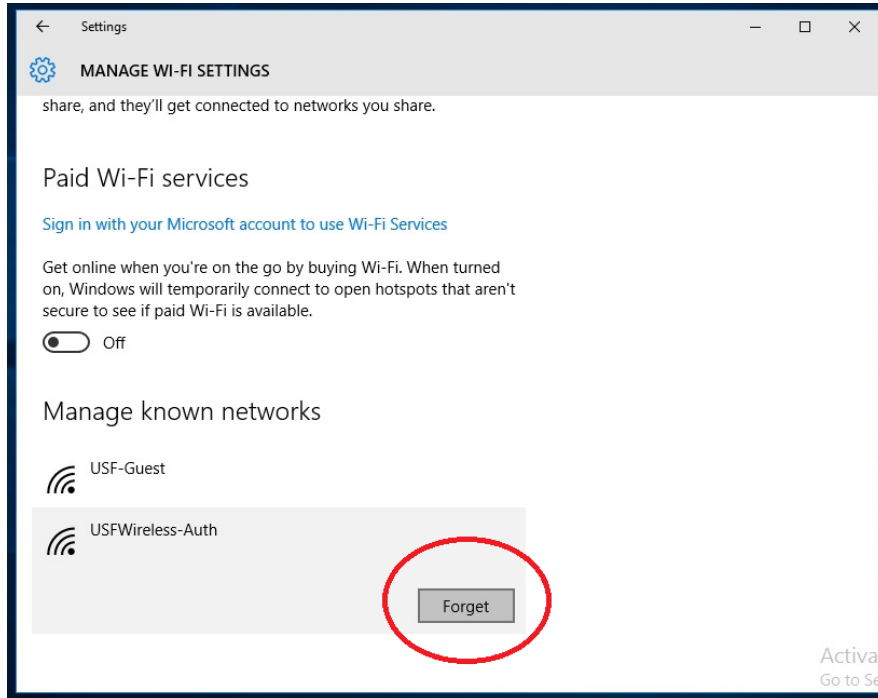 Settings
MANAGE WI-FI SETTINGS
share, and they'll get connected to networks you share.
Paid Wi-Fi services
Sign in with your Microsoft account to use Wi-Fi Services
Get online when you're on the go by buying Wi-Fi. When turned
on, Windows will temporarily connect to open hotspots that aren't
secure to see if paid Wi-Fi is available.
Off
Manage known networks
USF-Guest
USFWireless-Auth
Forget
Activa
Go to Se